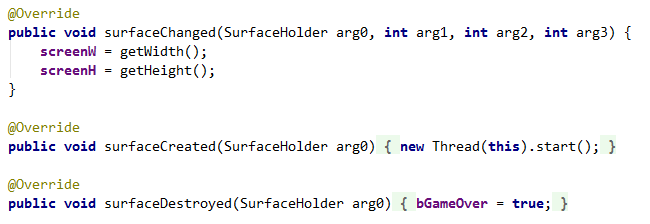 @Override
public void surfaceChanged(SurfaceHolder arg0, int arg1, int arg2, int arg3) {
    screenW = getWidth();
    screenH = getHeight();
}
@Override
public void surfaceCreated(SurfaceHolder arg0) { new Thread(this).start(); }
@Override
public void surfaceDestroyed(SurfaceHolder arg0) { bGameOver = true; }